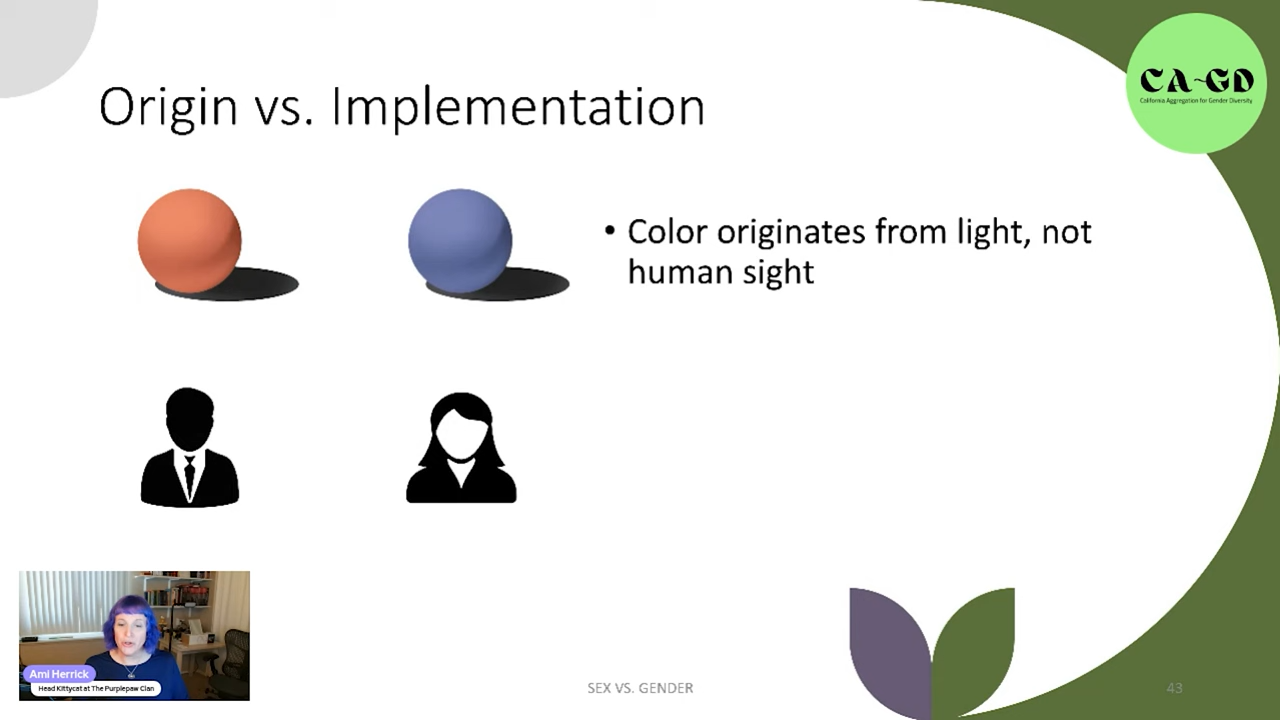 CA~GD
California Aggregation for Gender Diversity
Origin vs. Implementation
• Color originates from light, not
human sight
Ami Herrick
Head Kittycat at The Purplepaw Clan
SEX VS. GENDER
43